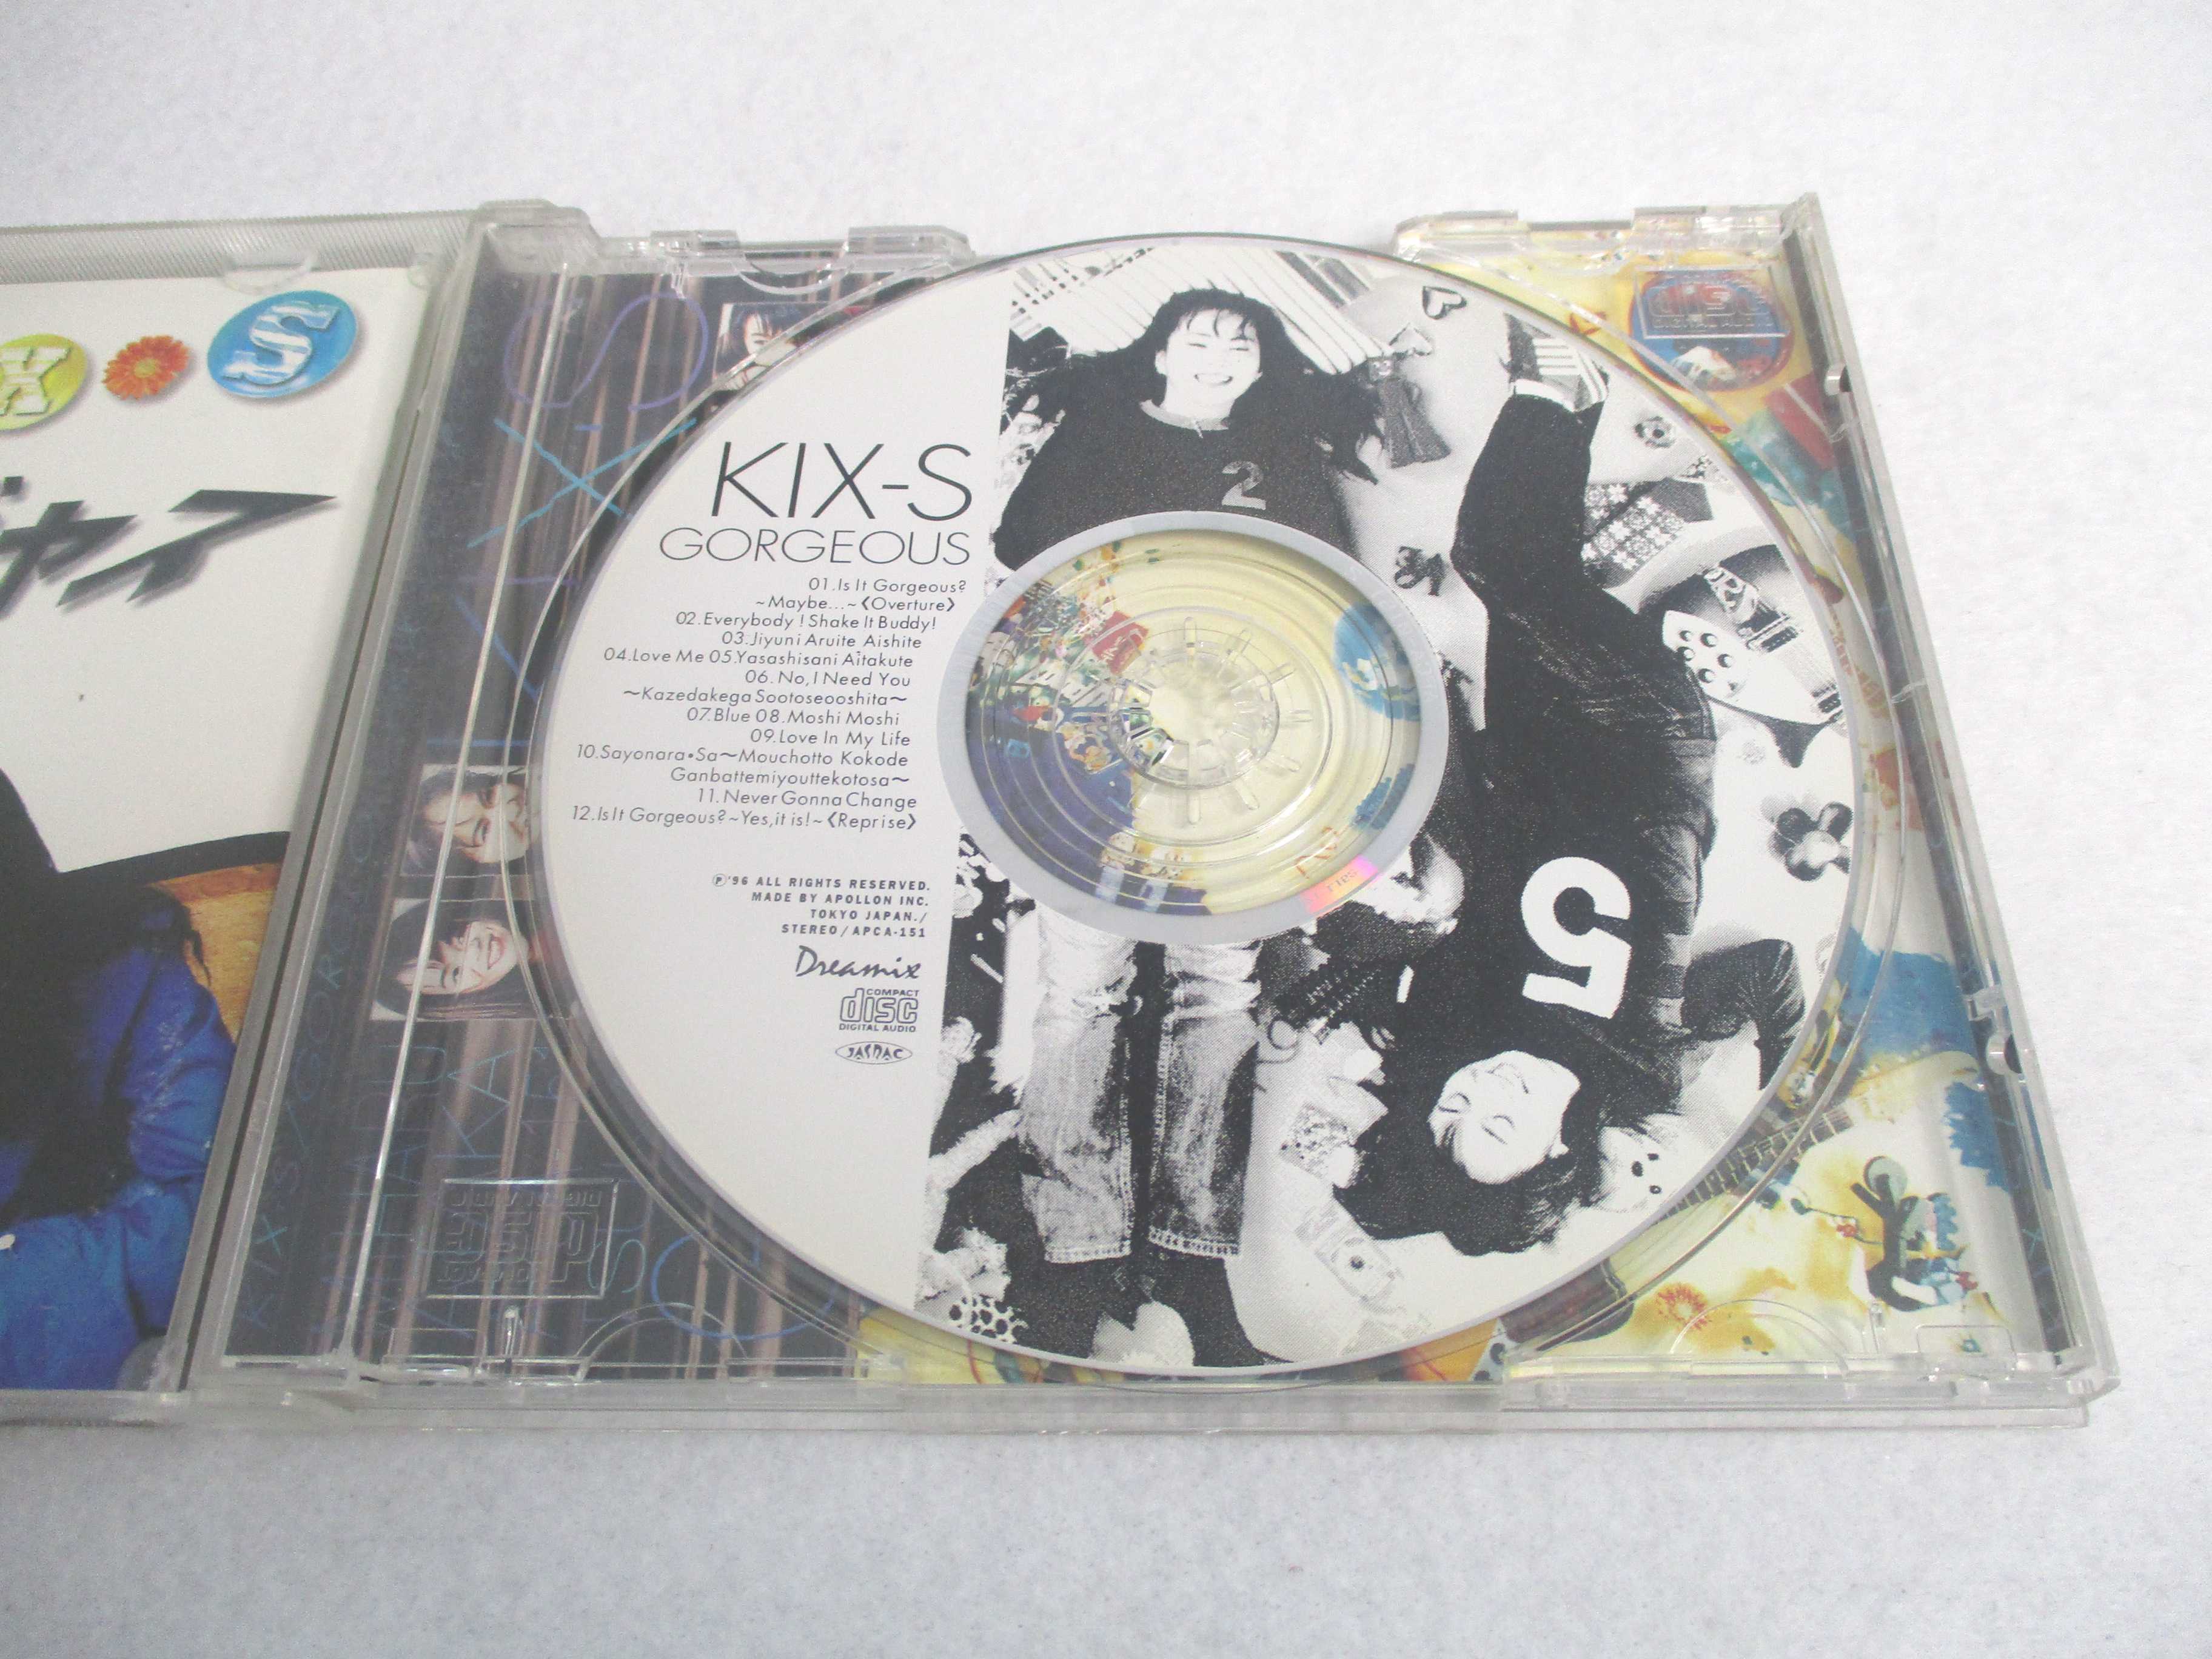 X
S
ジャス
KIX-S
GORGEOUS
01.Is It Gorgeous?
~Maybe...~《Overture》
02.Everybody ! Shake It Buddy!
03.Jiyuni Aruite Aishite
04.Love Me 05.Yasashisani Aitakute
06. No, I Need You
~Kazedakega Sootoseooshita~
07.Blue 08.Moshi Moshi
09.Love In My Life
10.Sayonara•Sa~Mouchotto Kokode
Ganbattemiyouttekotosa~
11. Never Gonna Change
12.Is It Gorgeous?~Yes,it is!~《Reprise》
Ⓟ'96 ALL RIGHTS RESERVED.
MADE BY APOLLON INC.
TOKYO JAPAN./
STEREO/APCA-151
Dreamix
COMPACT
disc
DIGITAL AUDIO
JASRAC
2
5